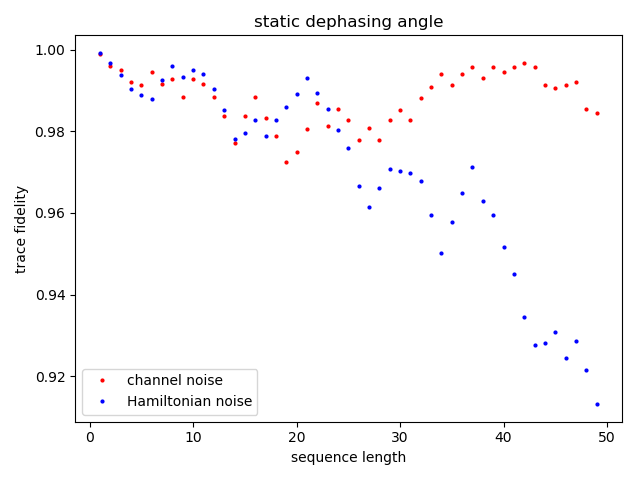 static dephasing angle
trace fidelity
1.00
0.98
0.96
0.94
0.92
channel noise
Hamiltonian noise
0 10 20 30 40 50
sequence length